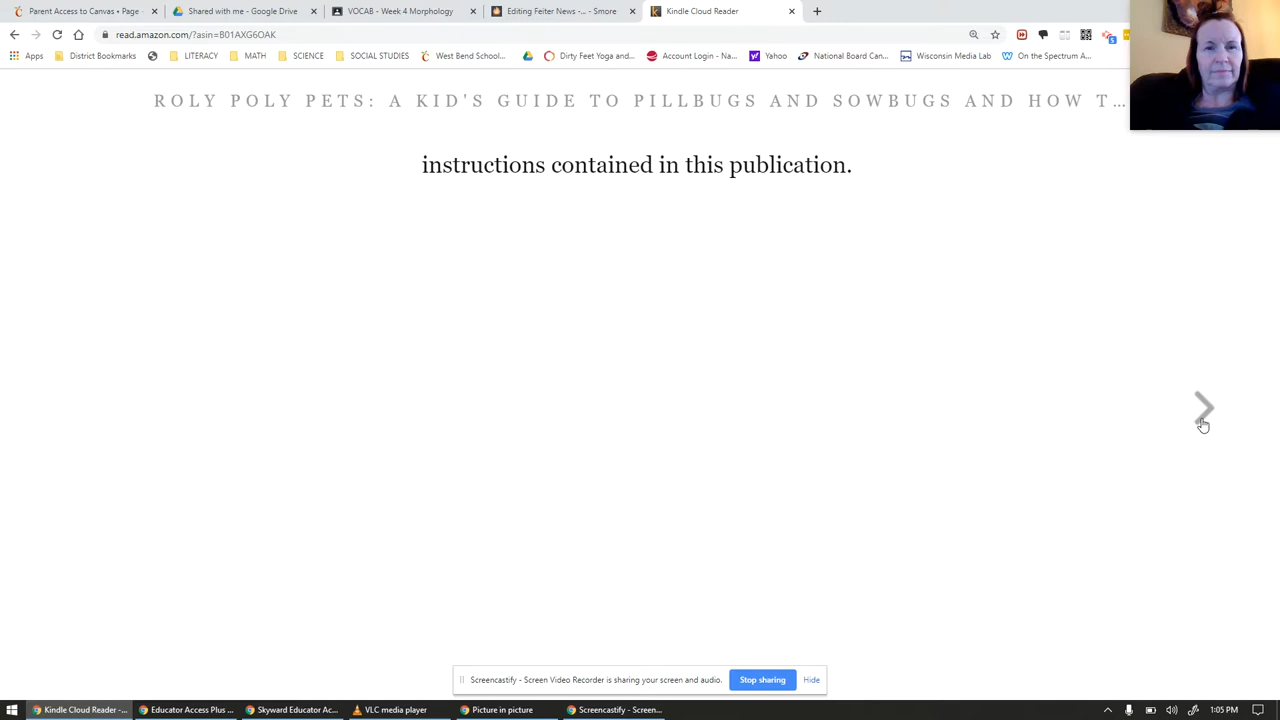 Parent Access to Canvas • Page
Shared with me - Google Drive
VOCAB - Week 4 Morphology
Editing Feiter News -... - Smore
Kindle Cloud Reader
read.amazon.com/?asin=B01AXG6OAK
Apps
District Bookmarks
LITERACY
MATH
SCIENCE
SOCIAL STUDIES
West Bend School...
Dirty Feet Yoga and...
Account Login - Na...
Yahoo
National Board Can...
Wisconsin Media Lab
On the Spectrum A...
ROLY POLY PETS: A KID'S GUIDE TO PILLBUGS AND SOWBUGS AND HOW T...
instructions contained in this publication.
Screencastify - Screen Video Recorder is sharing your screen and audio.
Stop sharing
Hide
Kindle Cloud Reader -...
Educator Access Plus ...
Skyward Educator Ac...
VLC media player
Picture in picture
Screencastify - Screen...
1:05 PM